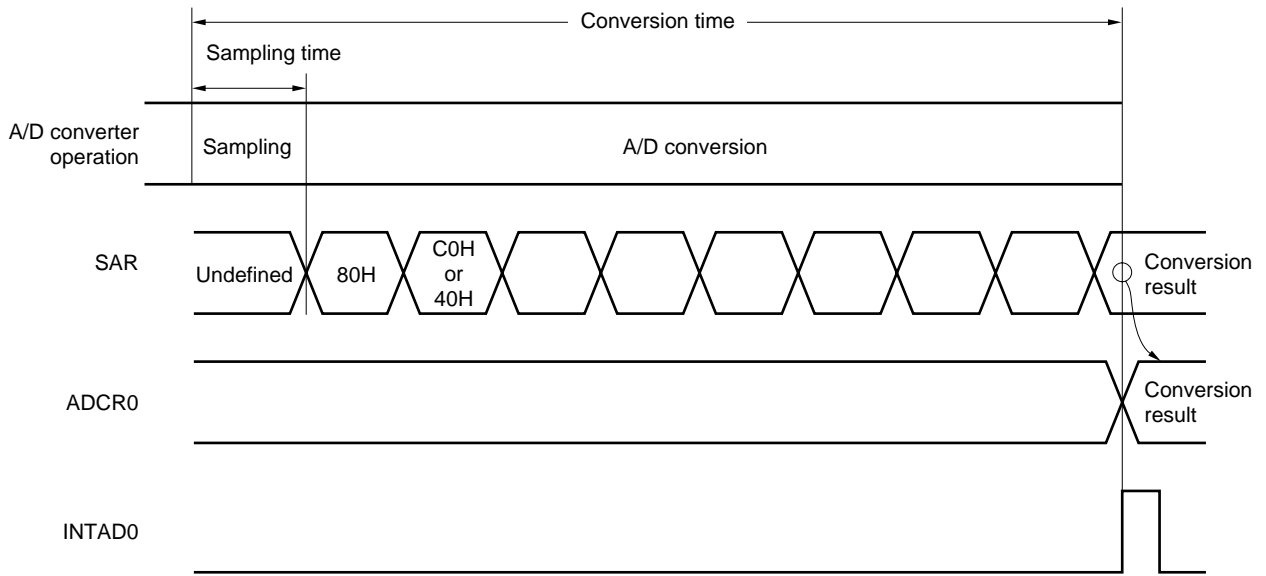 Conversion time
Sampling time
A/D converter
operation
Sampling
A/D conversion
SAR
Undefined
80H
C0H
or
40H
Conversion
result
ADCR0
Conversion
result
INTAD0